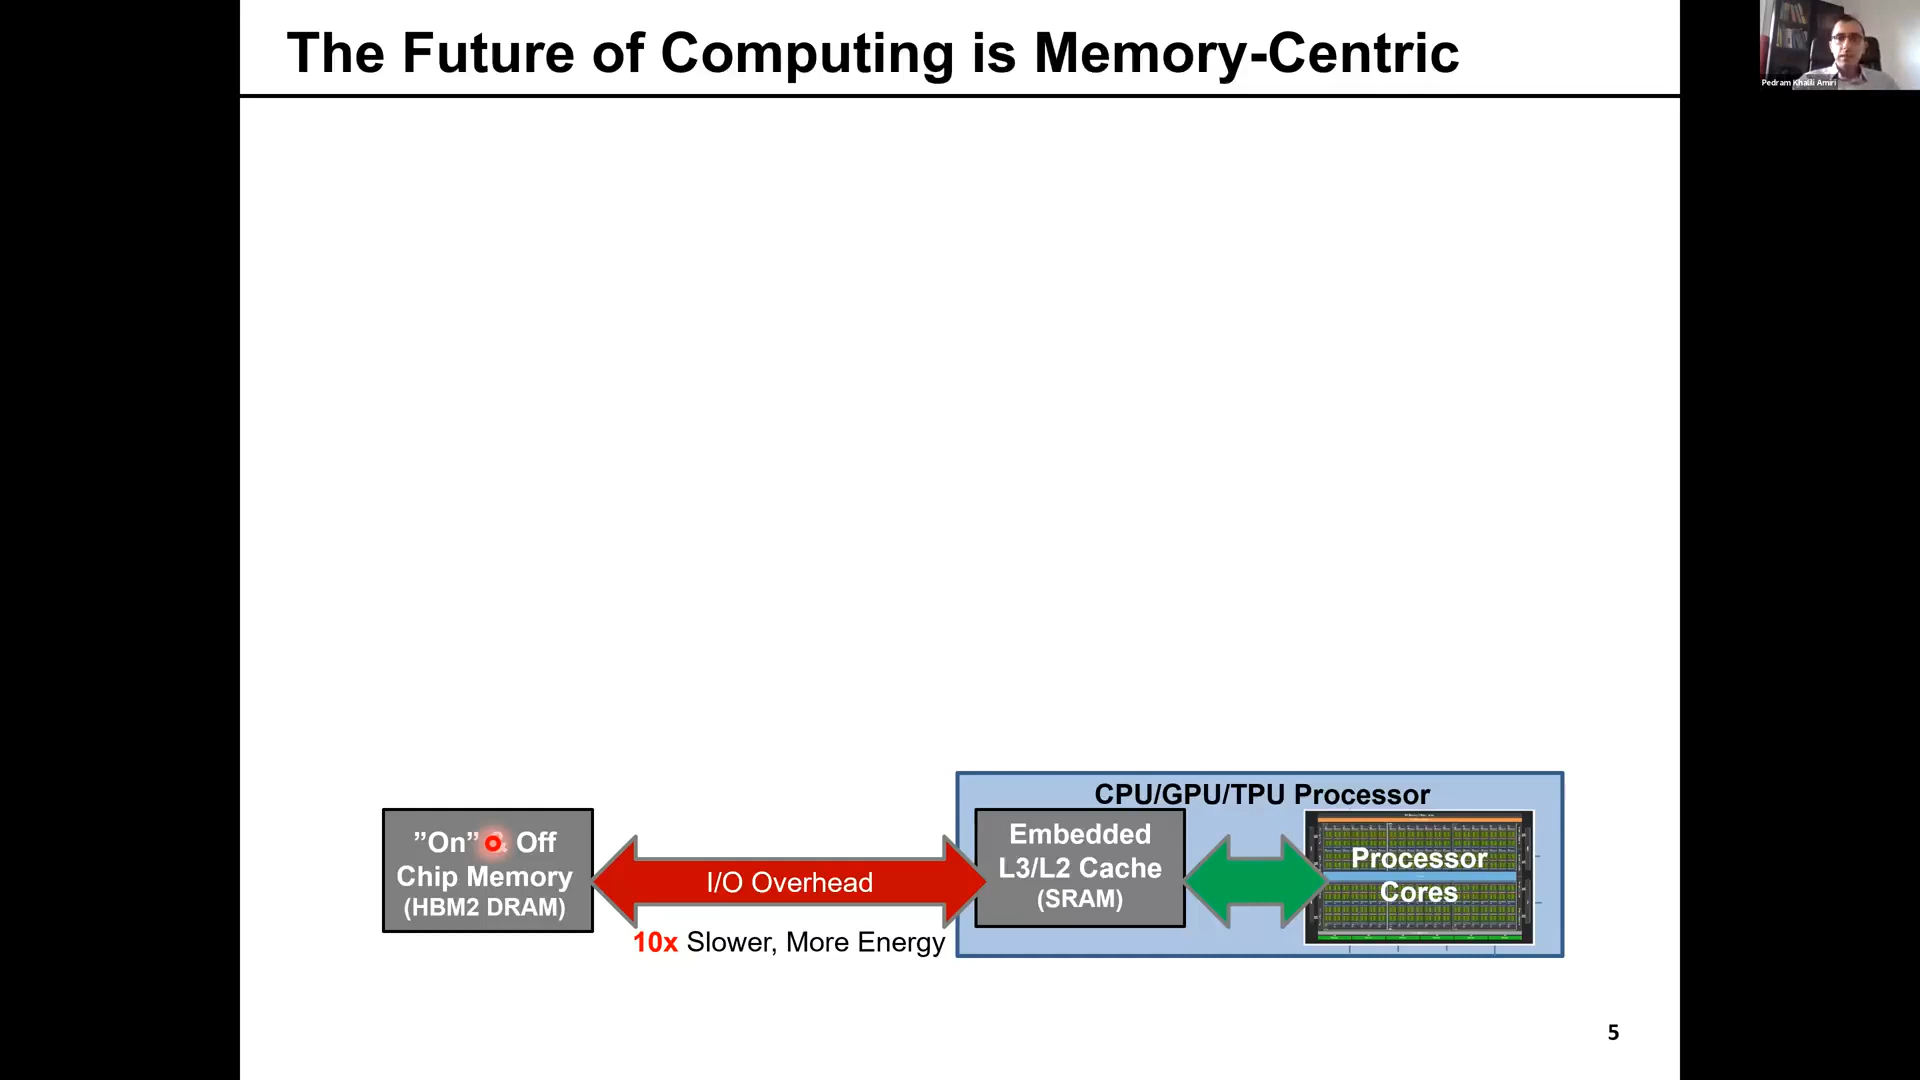 The Future of Computing is Memory-Centric
Pedram Khalili Amiri
CPU/GPU/TPU Processor
”On” & Off
Chip Memory
(HBM2 DRAM)
I/O Overhead
10x Slower, More Energy
Embedded
L3/L2 Cache
(SRAM)
Processor
Cores
5